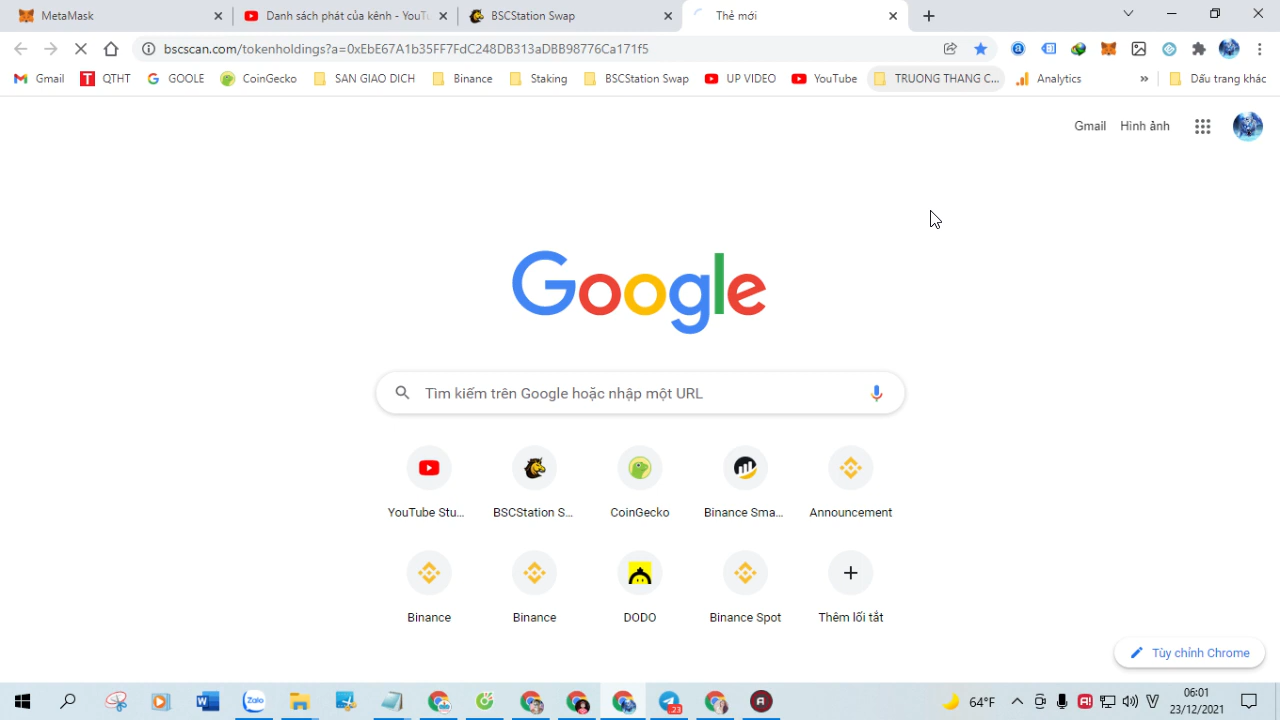 MetaMask
Danh sách phát của kênh - YouT
BSCStation Swap
Thẻ mới
bscscan.com/tokenholdings?a=0xEbE67A1b35FF7FdC248DB313aDBB98776Ca171f5
Gmail
QTHT
GOOLE
CoinGecko
SAN GIAO DICH
Binance
Staking
BSCStation Swap
UP VIDEO
YouTube
TRUONG THANG C...
Analytics
»
Dấu trang khác
Gmail
Hình ảnh
Google
Tìm kiếm trên Google hoặc nhập một URL
YouTube Stu...
BSCStation S...
CoinGecko
Binance Sma...
Announcement
Binance
Binance
DODO
Binance Spot
Thêm lối tắt
Tùy chỉnh Chrome
Zalo
23
64°F
06:01
23/12/2021